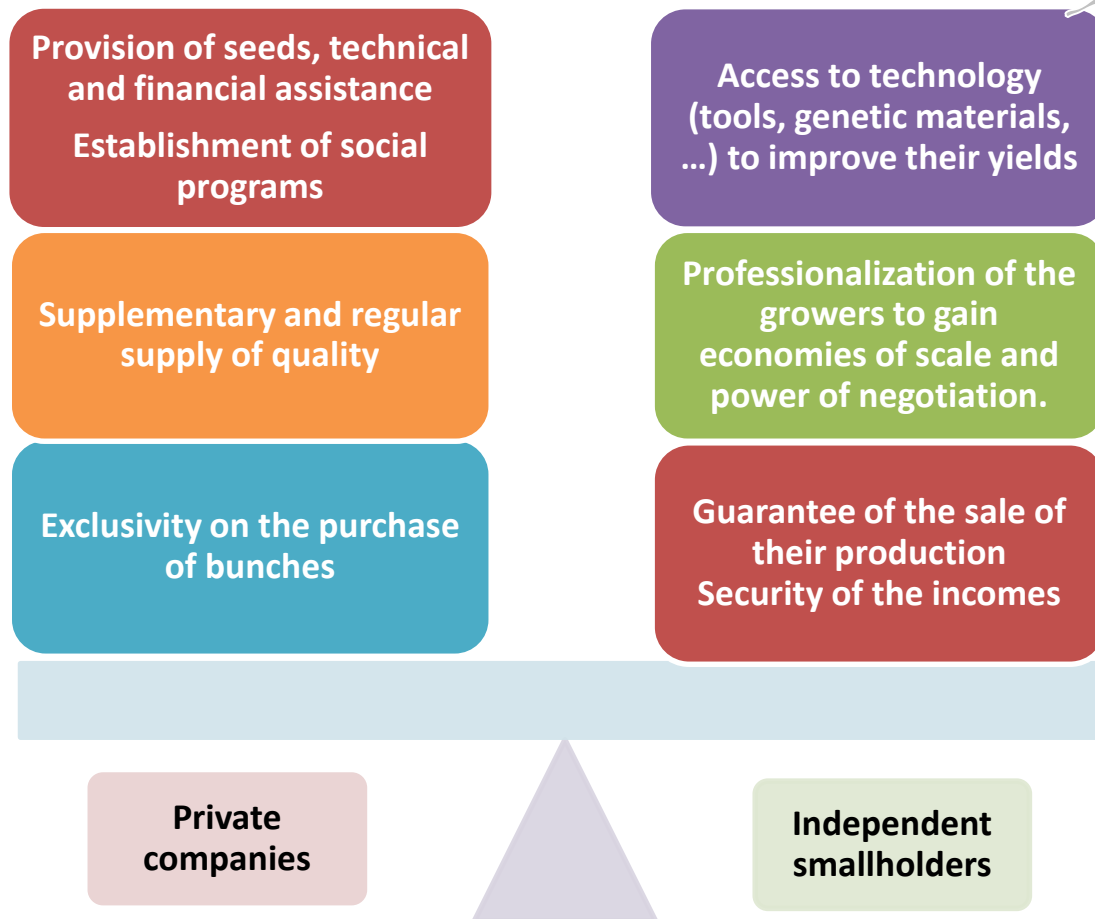 Provision of seeds, technical
and financial assistance
Establishment of social
programs
Supplementary and regular
supply of quality
Exclusivity on the purchase
of bunches
Access to technology
(tools, genetic materials,
...) to improve their yields
Professionalization of the
growers to gain
economies of scale and
power of negotiation.
Guarantee of the sale of
their production
Security of the incomes
Private
companies
Independent
smallholders